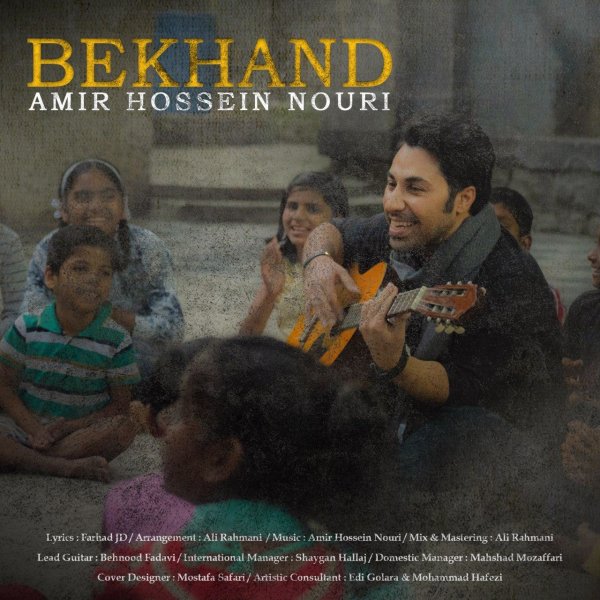 BEKHAND
AMIR HOSSEIN NOURI
Lyrics : Farhad JD / Arrangement : Ali Rahmani / Music : Amir Hossein Nouri / Mix & Mastering : Ali Rahmani
Lead Guitar : Behnood Fadavi / International Manager : Shaygan Hallaj / Domestic Manager : Mahshad Mozaffari
Cover Designer : Mostafa Safari / Artistic Consultant : Edi Golara & Mohammad Hafezi